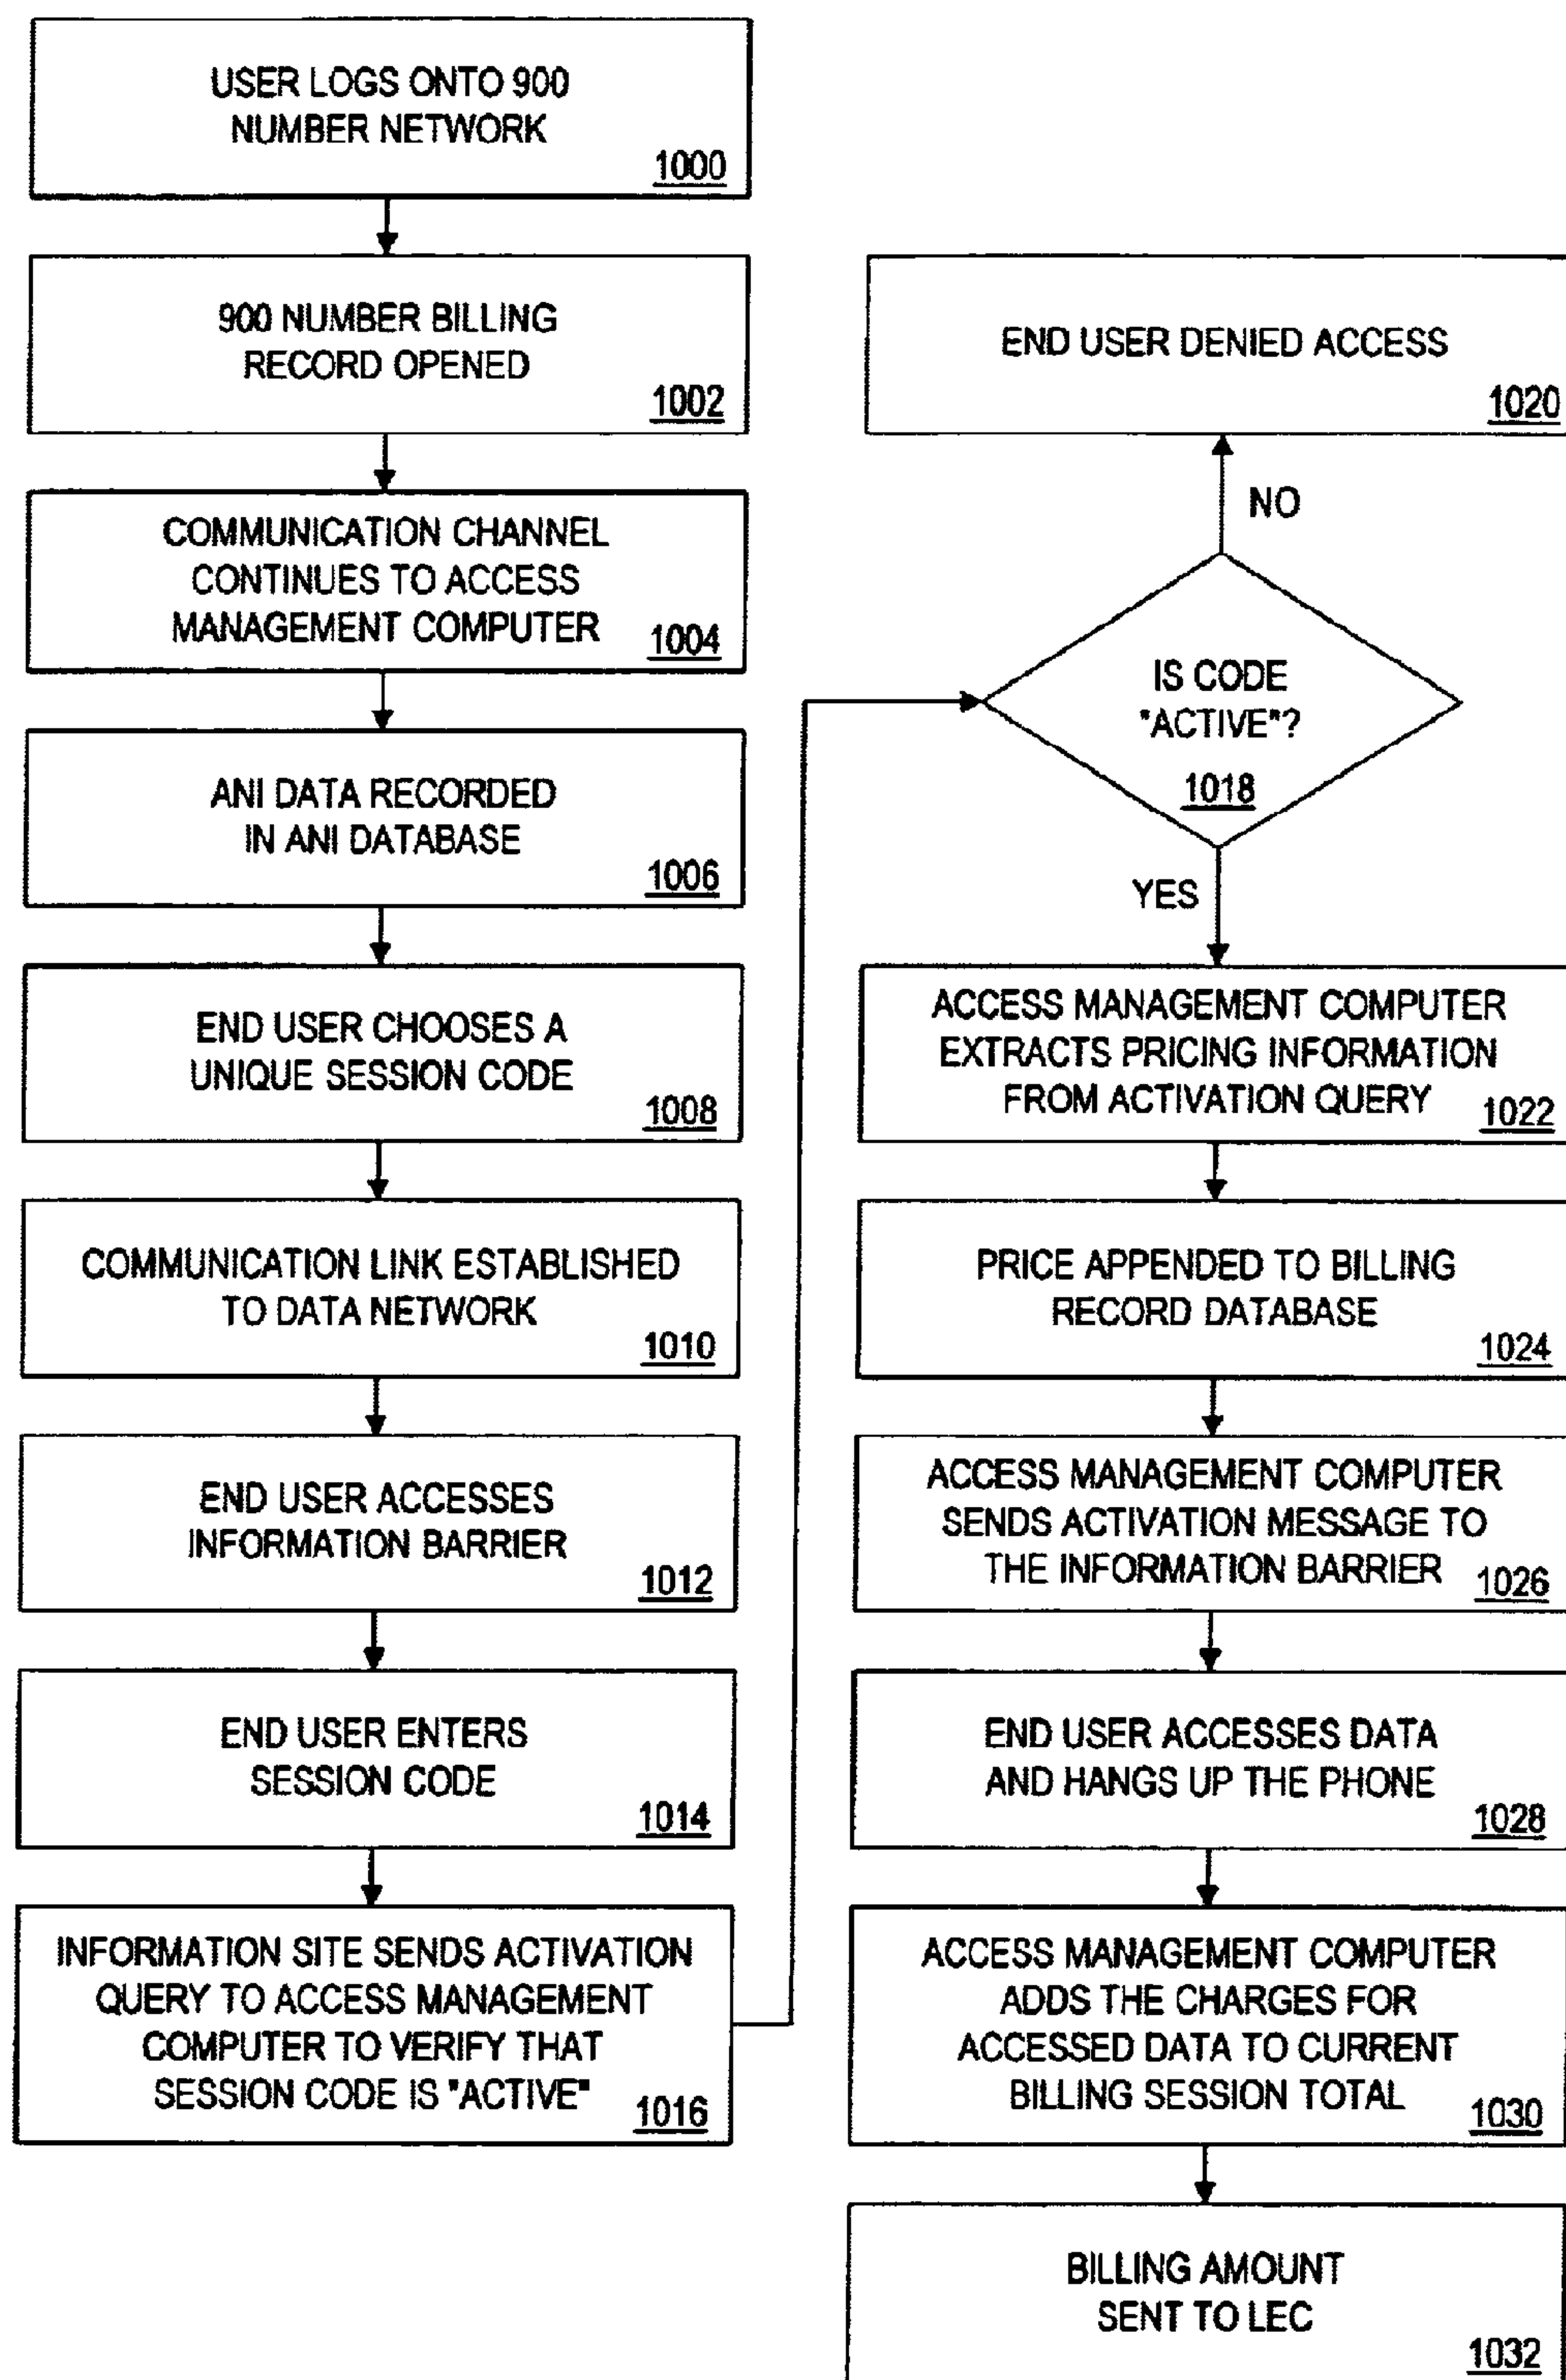 USER LOGS ONTO 900
NUMBER NETWORK
1000
900 NUMBER BILLING
RECORD OPENED
1002
COMMUNICATION CHANNEL
CONTINUES TO ACCESS
MANAGEMENT COMPUTER
1004
ANI DATA RECORDED
IN ANI DATABASE
1006
END USER CHOOSES A
UNIQUE SESSION CODE
1008
COMMUNICATION LINK ESTABLISHED
TO DATA NETWORK
1010
END USER ACCESSES
INFORMATION BARRIER
1012
END USER ENTERS
SESSION CODE
1014
INFORMATION SITE SENDS ACTIVATION
QUERY TO ACCESS MANAGEMENT
COMPUTER TO VERIFY THAT
SESSION CODE IS "ACTIVE"
1016
END USER DENIED ACCESS
1020
NO
IS CODE
"ACTIVE"?
1018
YES
ACCESS MANAGEMENT COMPUTER
EXTRACTS PRICING INFORMATION
FROM ACTIVATION QUERY
1022
PRICE APPENDED TO BILLING
RECORD DATABASE
1024
ACCESS MANAGEMENT COMPUTER
SENDS ACTIVATION MESSAGE TO
THE INFORMATION BARRIER
1026
END USER ACCESSES DATA
AND HANGS UP THE PHONE
1028
ACCESS MANAGEMENT COMPUTER
ADDS THE CHARGES FOR
ACCESSED DATA TO CURRENT
BILLING SESSION TOTAL
1030
BILLING AMOUNT
SENT TO LEC
1032